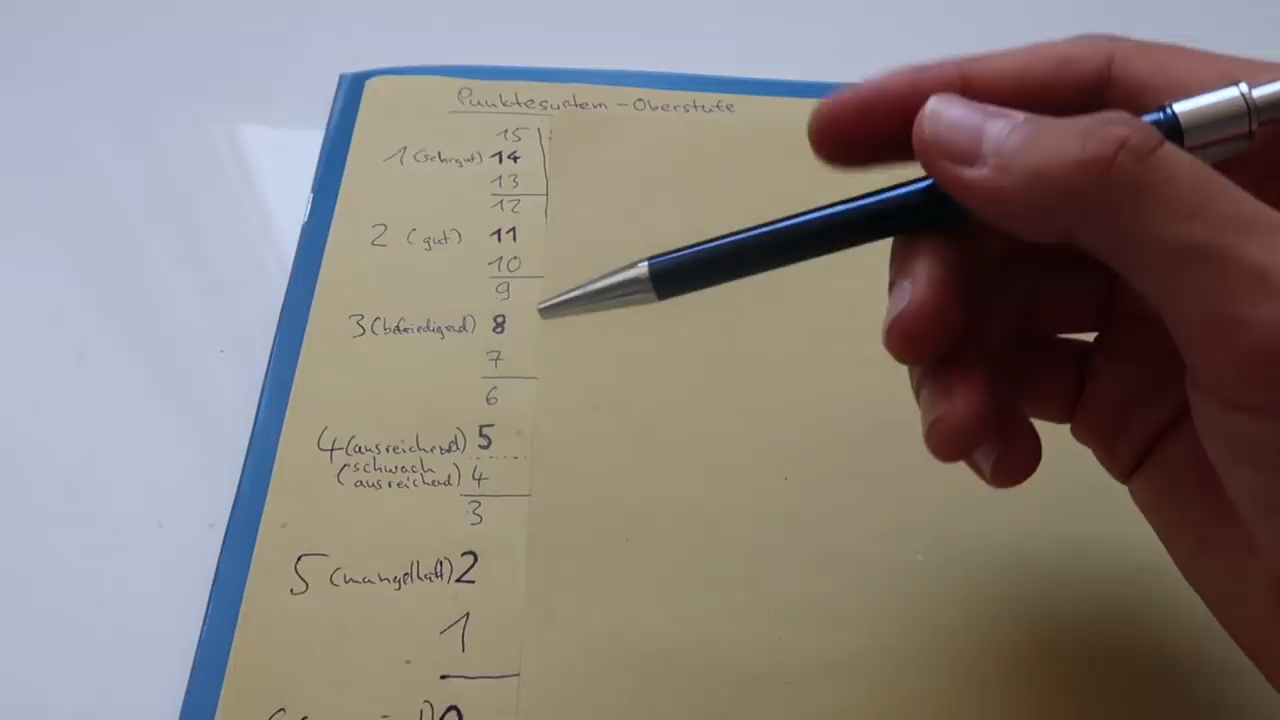 Punktesystem - Oberstufe
15
1 (sehr gut) 14
13
12
2 (gut) 11
10
9
3 (befriedigend) 8
7
6
4 (ausreichend) 5
(schwach ausreichend) 4
3
5 (mangelhaft) 2
1
0